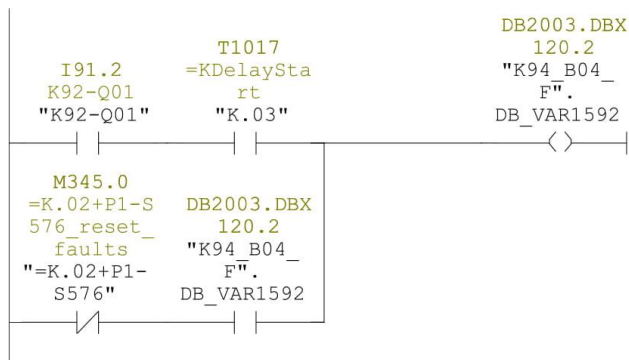 DB2003.DBX
120.2
"K94_B04_
F".
DB_VAR1592
T1017
=KDelaySta
rt
"K.03"
I91.2
K92-Q01
"K92-Q01"
M345.0
=K.02+P1-S
576_reset_
faults
"=K.02+P1-
S576"
DB2003.DBX
120.2
"K94_B04_
F".
DB_VAR1592